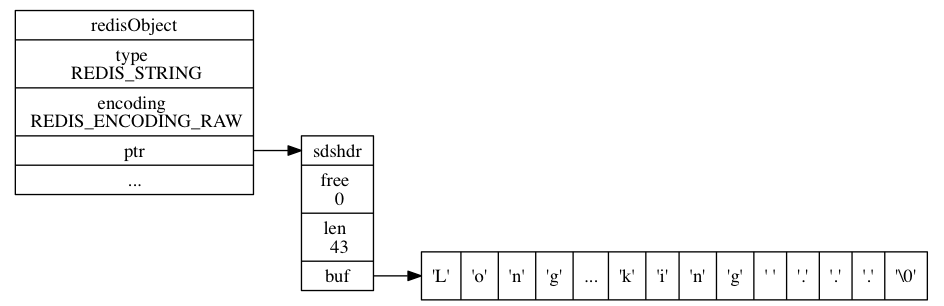 redisObject
type
REDIS_STRING
encoding
REDIS_ENCODING_RAW
ptr
...
sdshdr
free
0
len
43
buf
'L' 'o' 'n' 'g' ... 'k' 'i' 'n' 'g' ' ' '.' '.' '.' '\0'